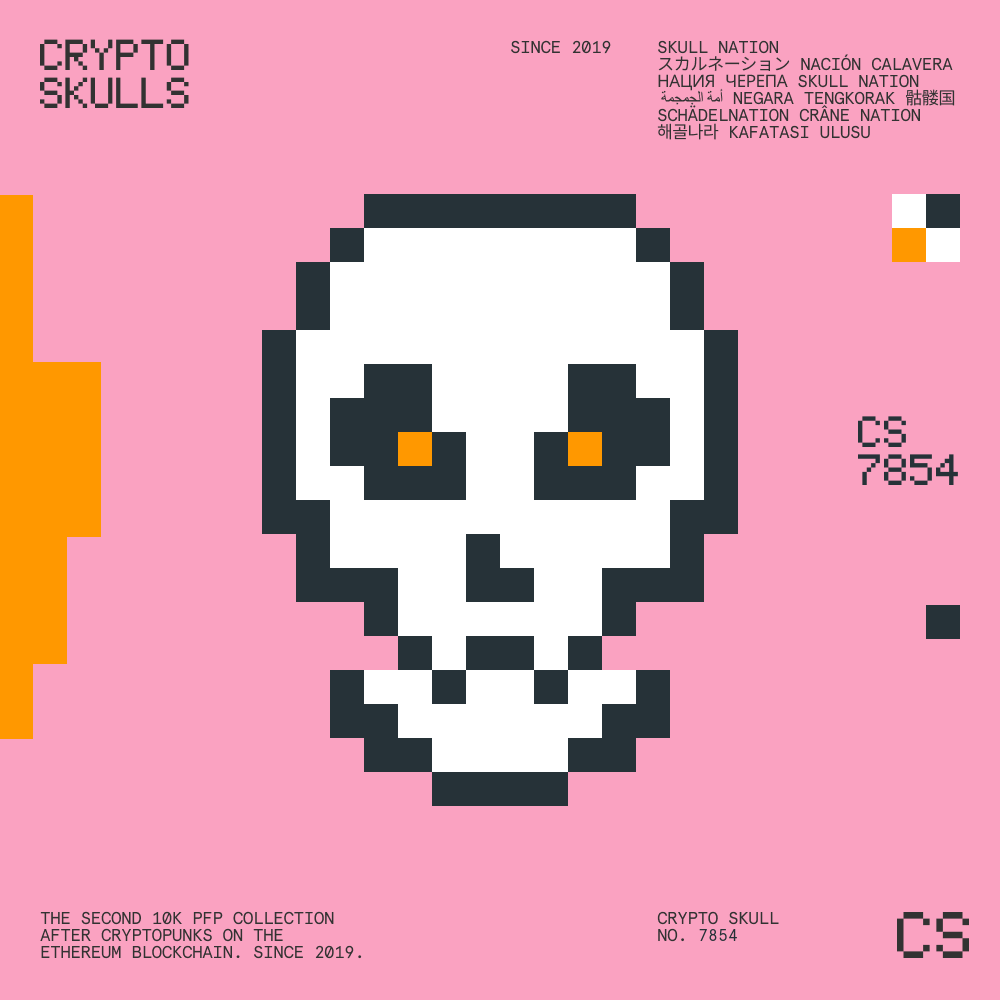 CRYPTO
SKULLS
SINCE 2019
SKULL NATION
スカルネーション NACIÓN CALAVERA
НАЦИЯ ЧЕРЕПА SKULL NATION
أمة الجمجمة NEGARA TENGKORAK 骷髅国
SCHÄDELNATION CRÂNE NATION
해골나라 KAFATASI ULUSU
CS
7854
THE SECOND 10K PFP COLLECTION
AFTER CRYPTOPUNKS ON THE
ETHEREUM BLOCKCHAIN. SINCE 2019.
CRYPTO SKULL
NO. 7854
CS